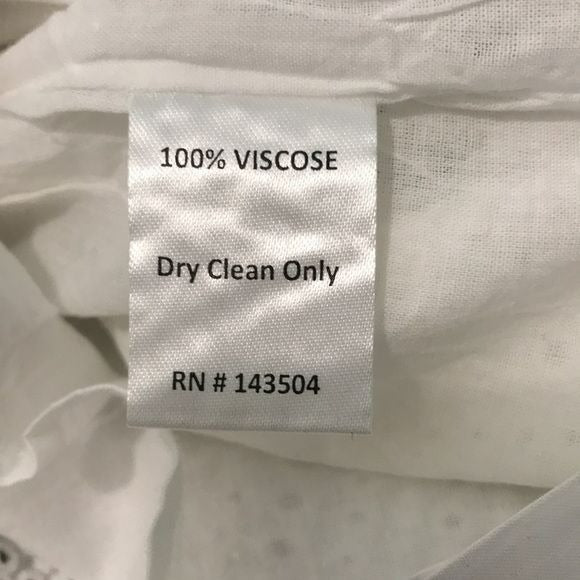 100% VISCOSE
Dry Clean Only
RN # 143504